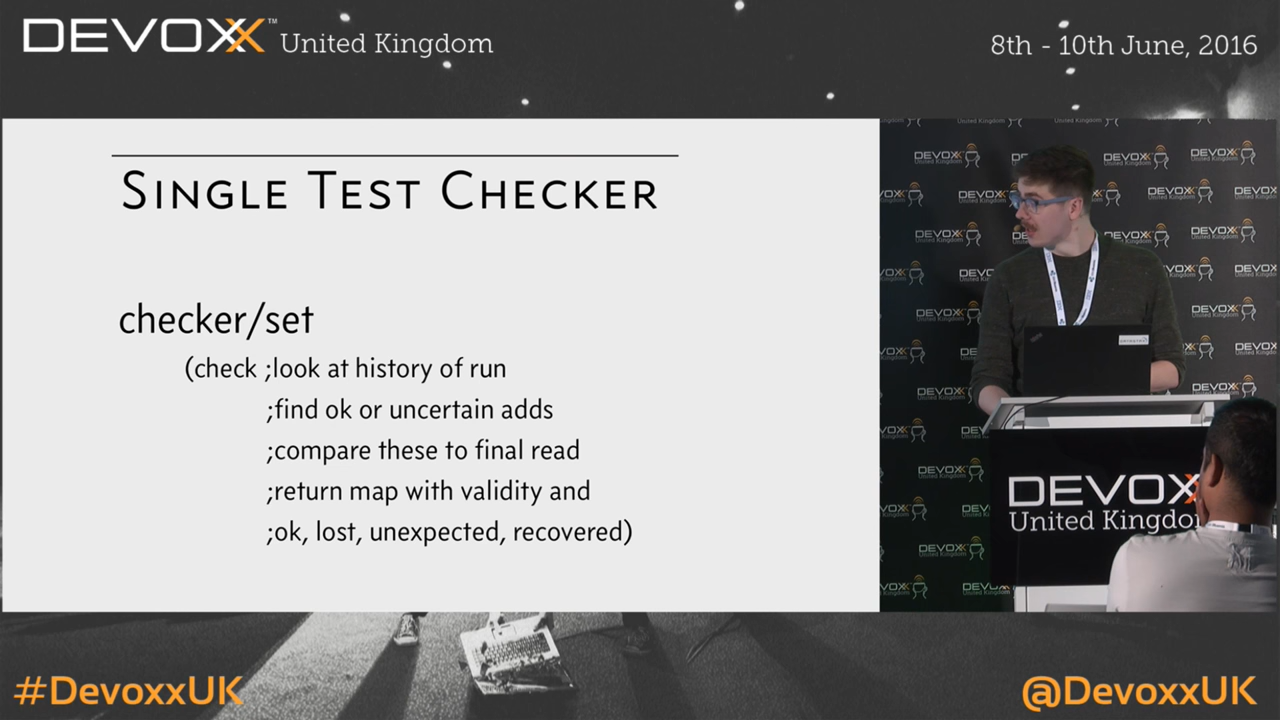 DEVOXX™ United Kingdom
8th - 10th June, 2016
SINGLE TEST CHECKER
checker/set
(check ;look at history of run
;find ok or uncertain adds
;compare these to final read
;return map with validity and
;ok, lost, unexpected, recovered)
DEVOXX
United Kingdom
#DevoxxUK
@DevoxxUK